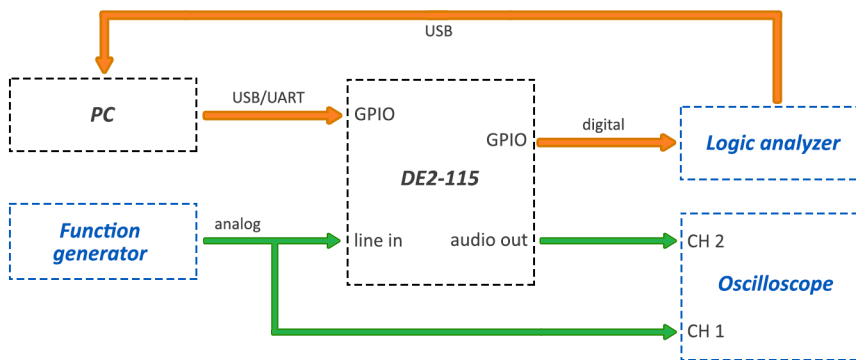 USB
PC
USB/UART
GPIO
GPIO
digital
Logic analyzer
DE2-115
Function
generator
analog
line in
audio out
CH 2
Oscilloscope
CH 1